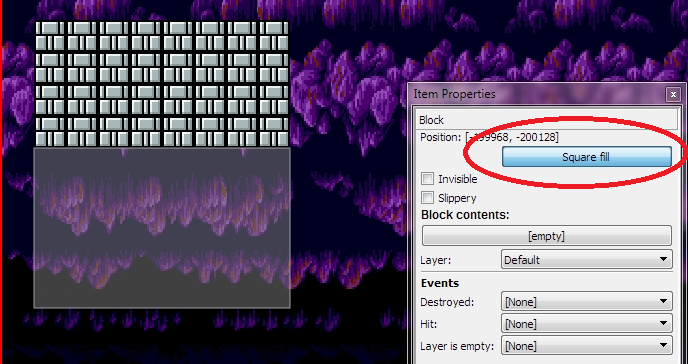 Item Properties
x
Block
Position: [-199968, -200128]
Square fill
Invisible
Slippery
Block contents:
[empty]
Layer: Default
Events
Destroyed: [None]
Hit: [None]
Layer is empty: [None]